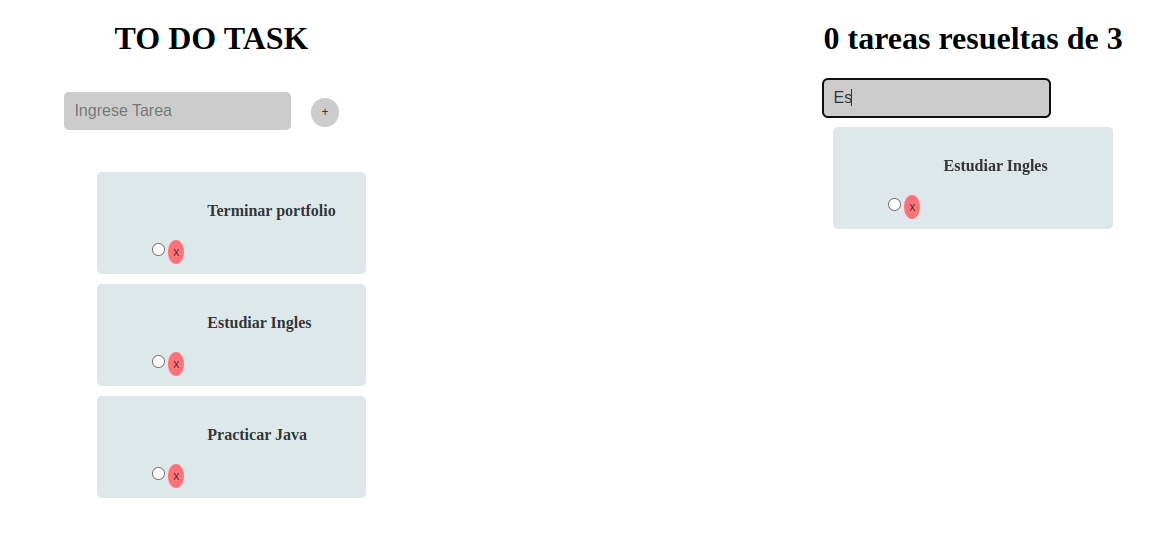 TO DO TASK
Ingrese Tarea
+
Terminar portfolio
x
Estudiar Ingles
x
Practicar Java
x
0 tareas resueltas de 3
Es
Estudiar Ingles
x